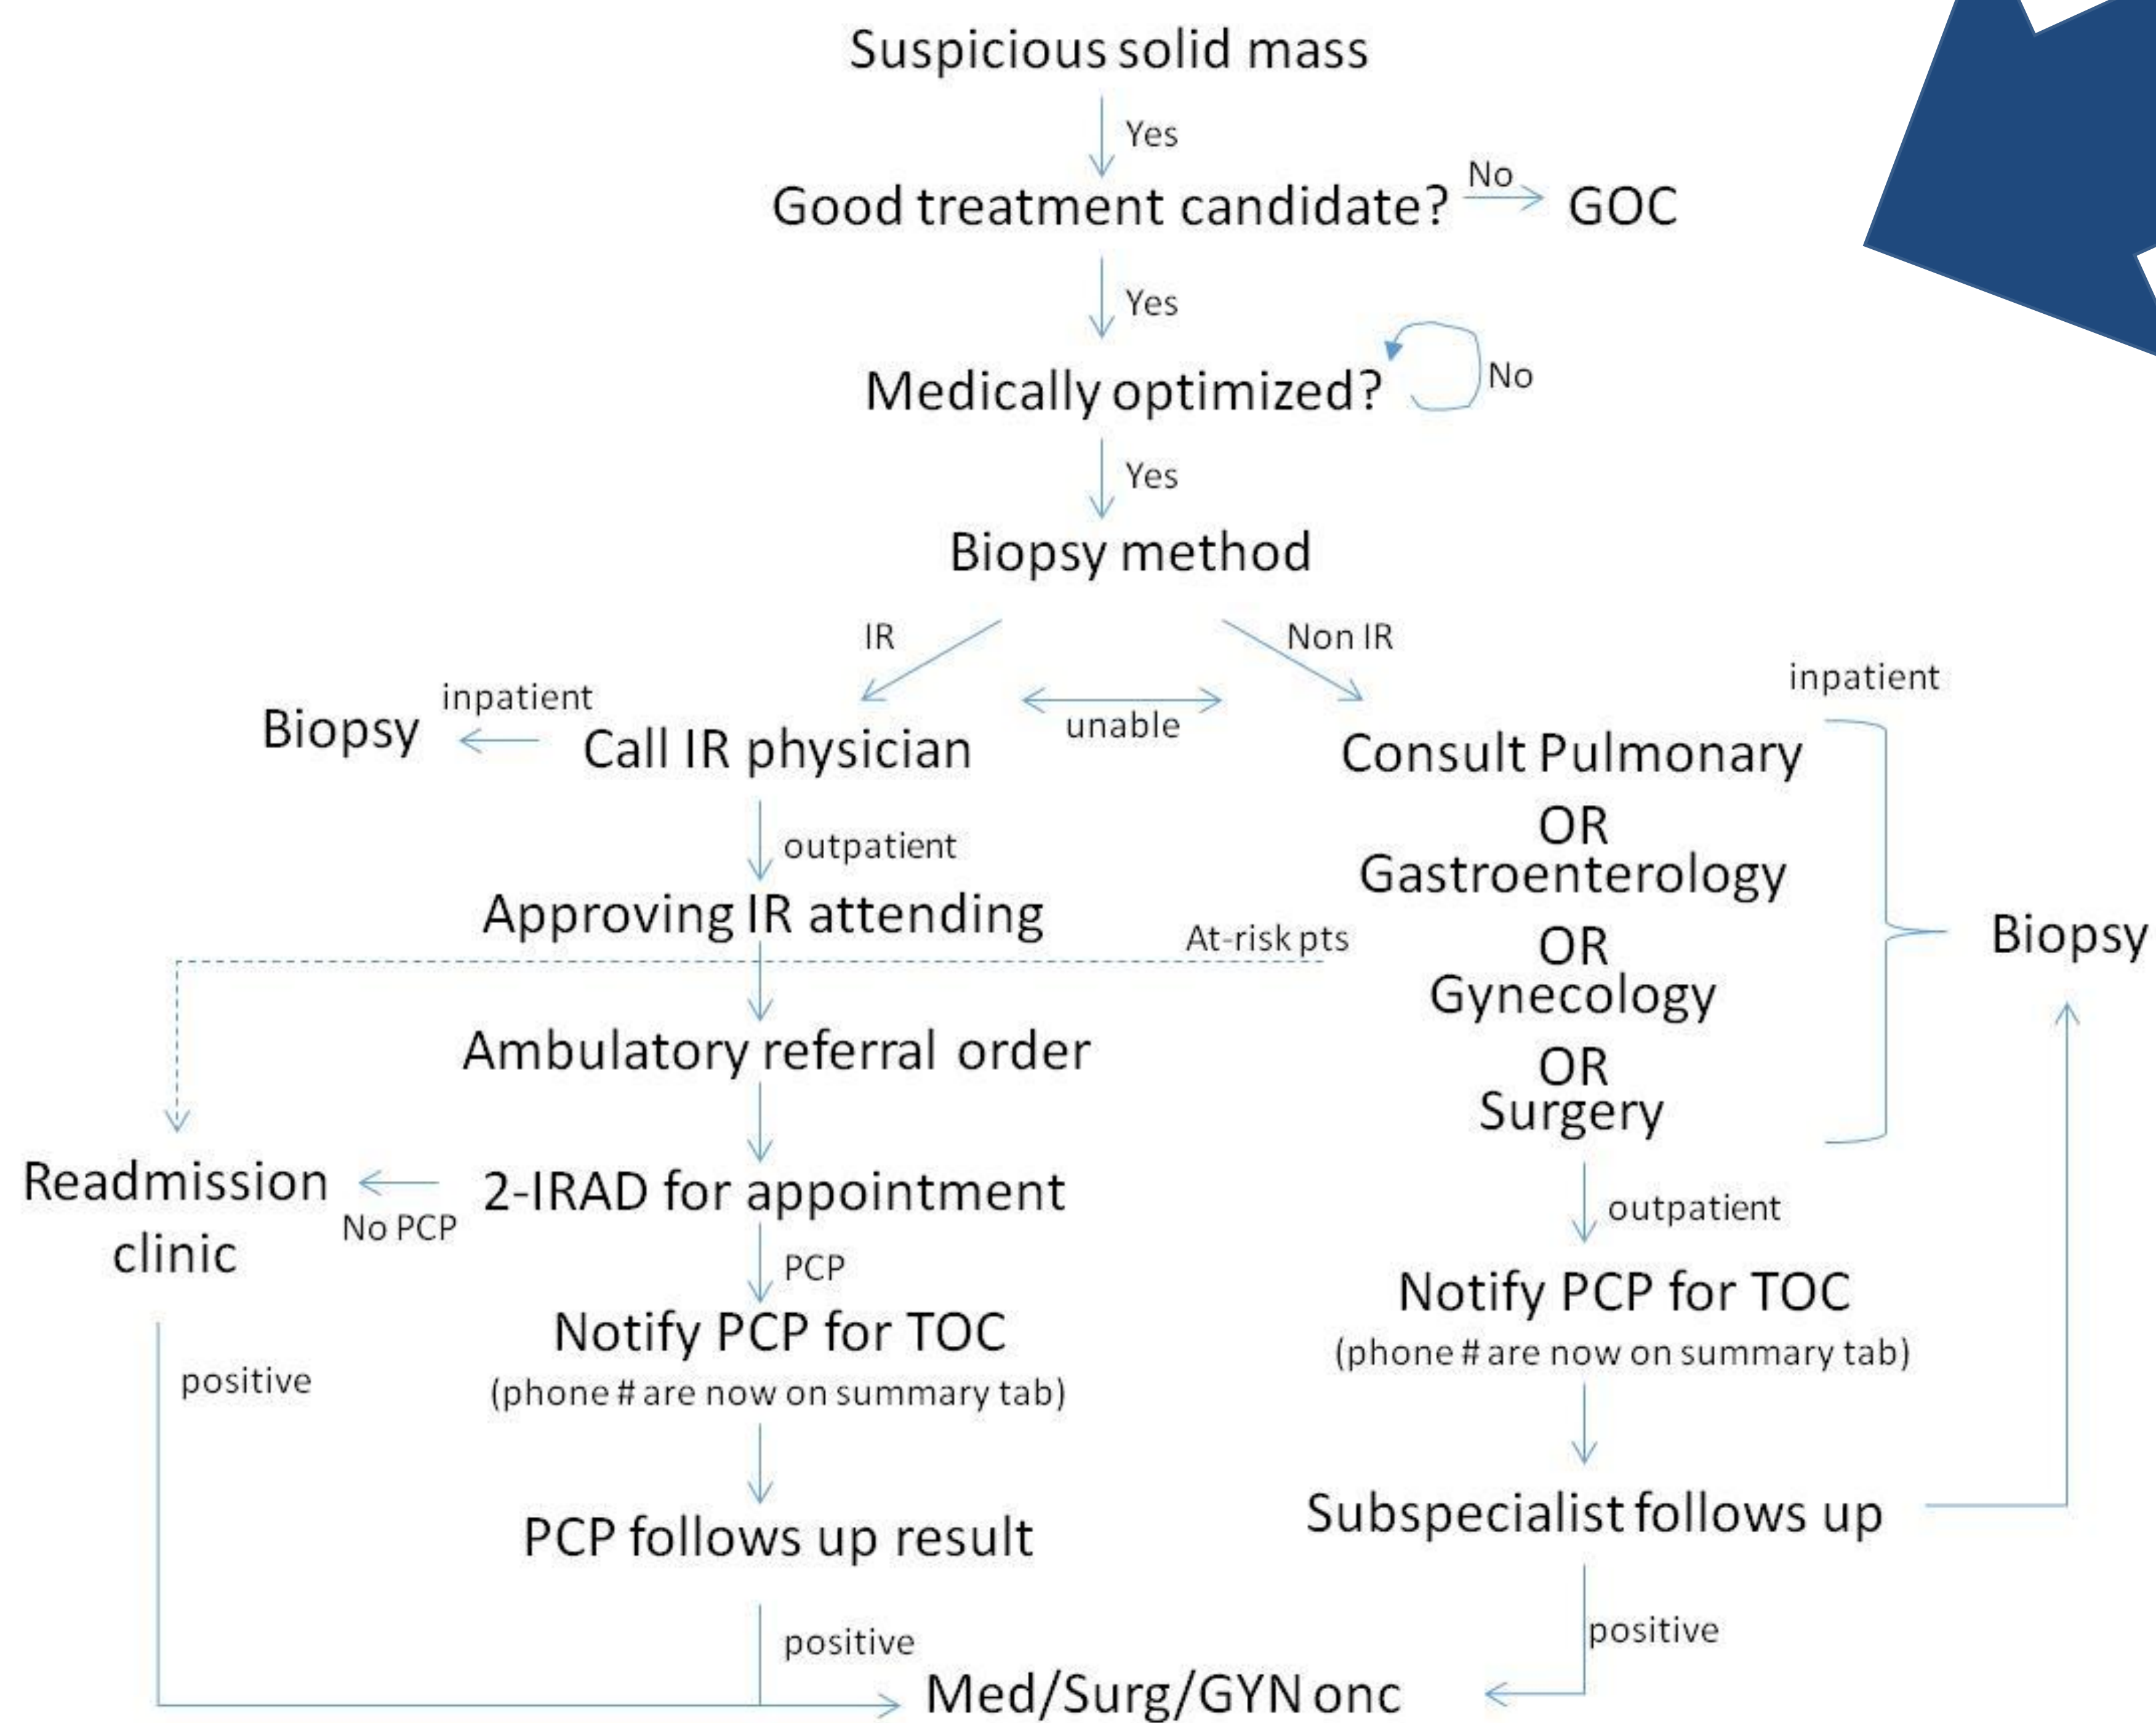 Suspicious solid mass
Yes
Good treatment candidate?
No
GOC
Yes
Medically optimized?
No
Yes
Biopsy method
IR
Non IR
unable
inpatient
Biopsy
Call IR physician
outpatient
Approving IR attending
At-risk pts
Ambulatory referral order
2-IRAD for appointment
No PCP
Readmission
clinic
PCP
Notify PCP for TOC
(phone # are now on summary tab)
PCP follows up result
positive
positive
Consult Pulmonary
OR
Gastroenterology
OR
Gynecology
OR
Surgery
inpatient
Biopsy
outpatient
Notify PCP for TOC
(phone # are now on summary tab)
Subspecialist follows up
positive
Med/Surg/GYN onc